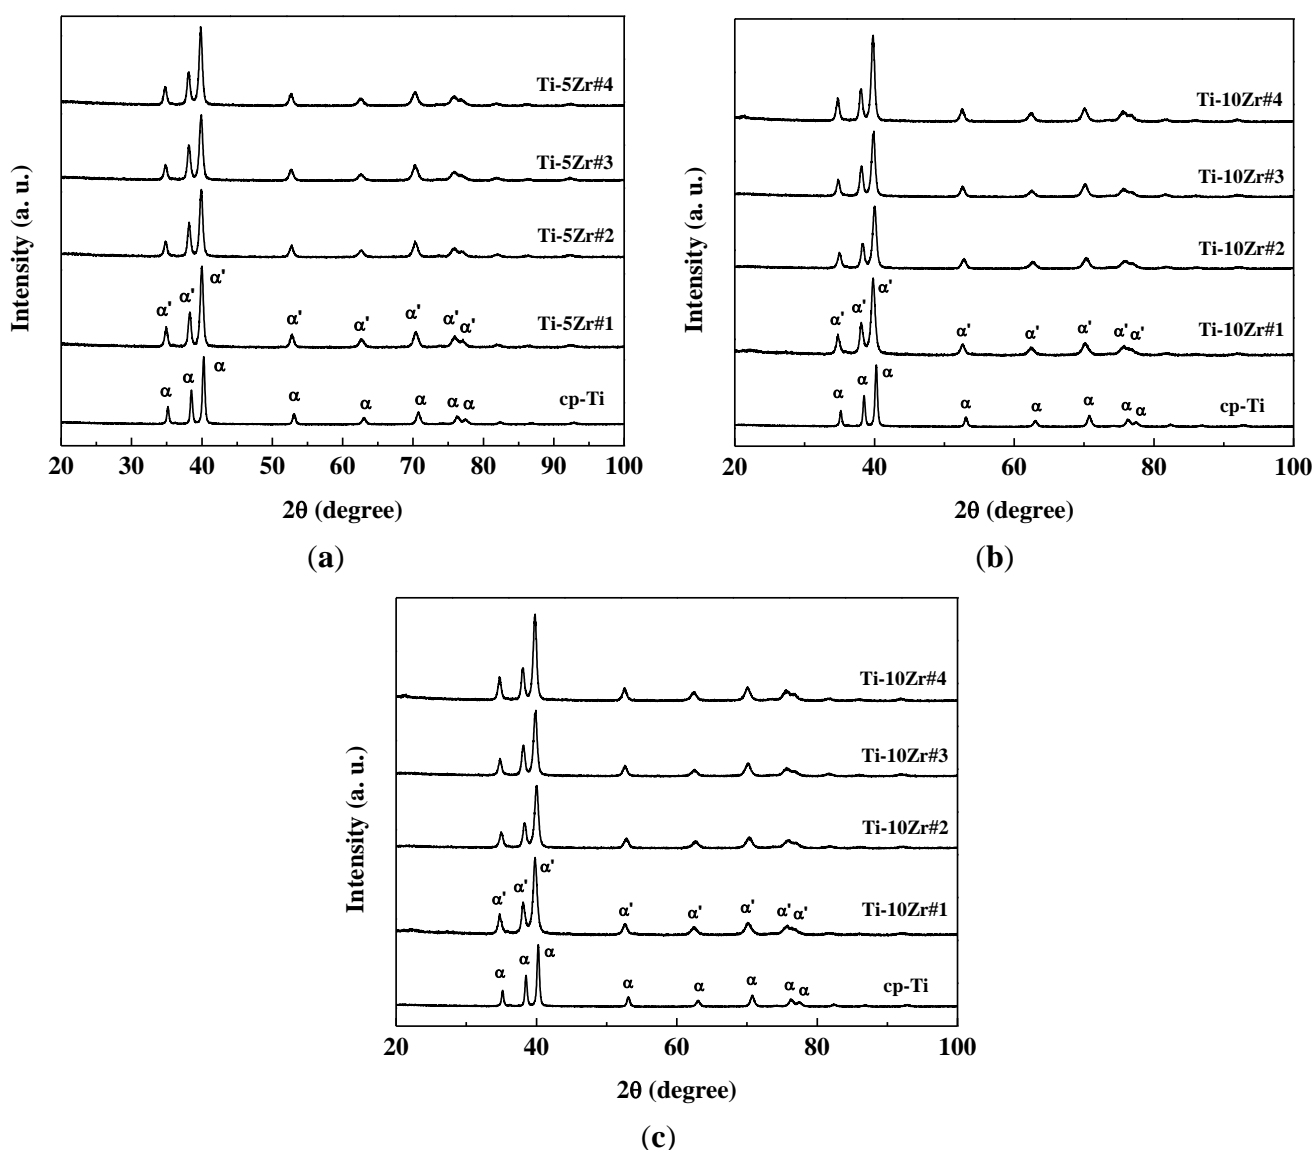 Intensity (a. u.)
Ti-5Zr#4
Ti-5Zr#3
Ti-5Zr#2
α' α' α'
α' α' α' α' α'
Ti-5Zr#1
α α α
α α α α α
cp-Ti
20 30 40 50 60 70 80 90 100
2θ (degree)
(a)
Intensity (a. u.)
Ti-10Zr#4
Ti-10Zr#3
Ti-10Zr#2
α' α' α'
α' α' α' α' α'
Ti-10Zr#1
α α α
α α α α α
cp-Ti
20 40 60 80 100
2θ (degree)
(b)
Intensity (a. u.)
Ti-10Zr#4
Ti-10Zr#3
Ti-10Zr#2
α' α' α'
α' α' α' α' α'
Ti-10Zr#1
α α α
α α α α α
cp-Ti
20 40 60 80 100
2θ (degree)
(c)